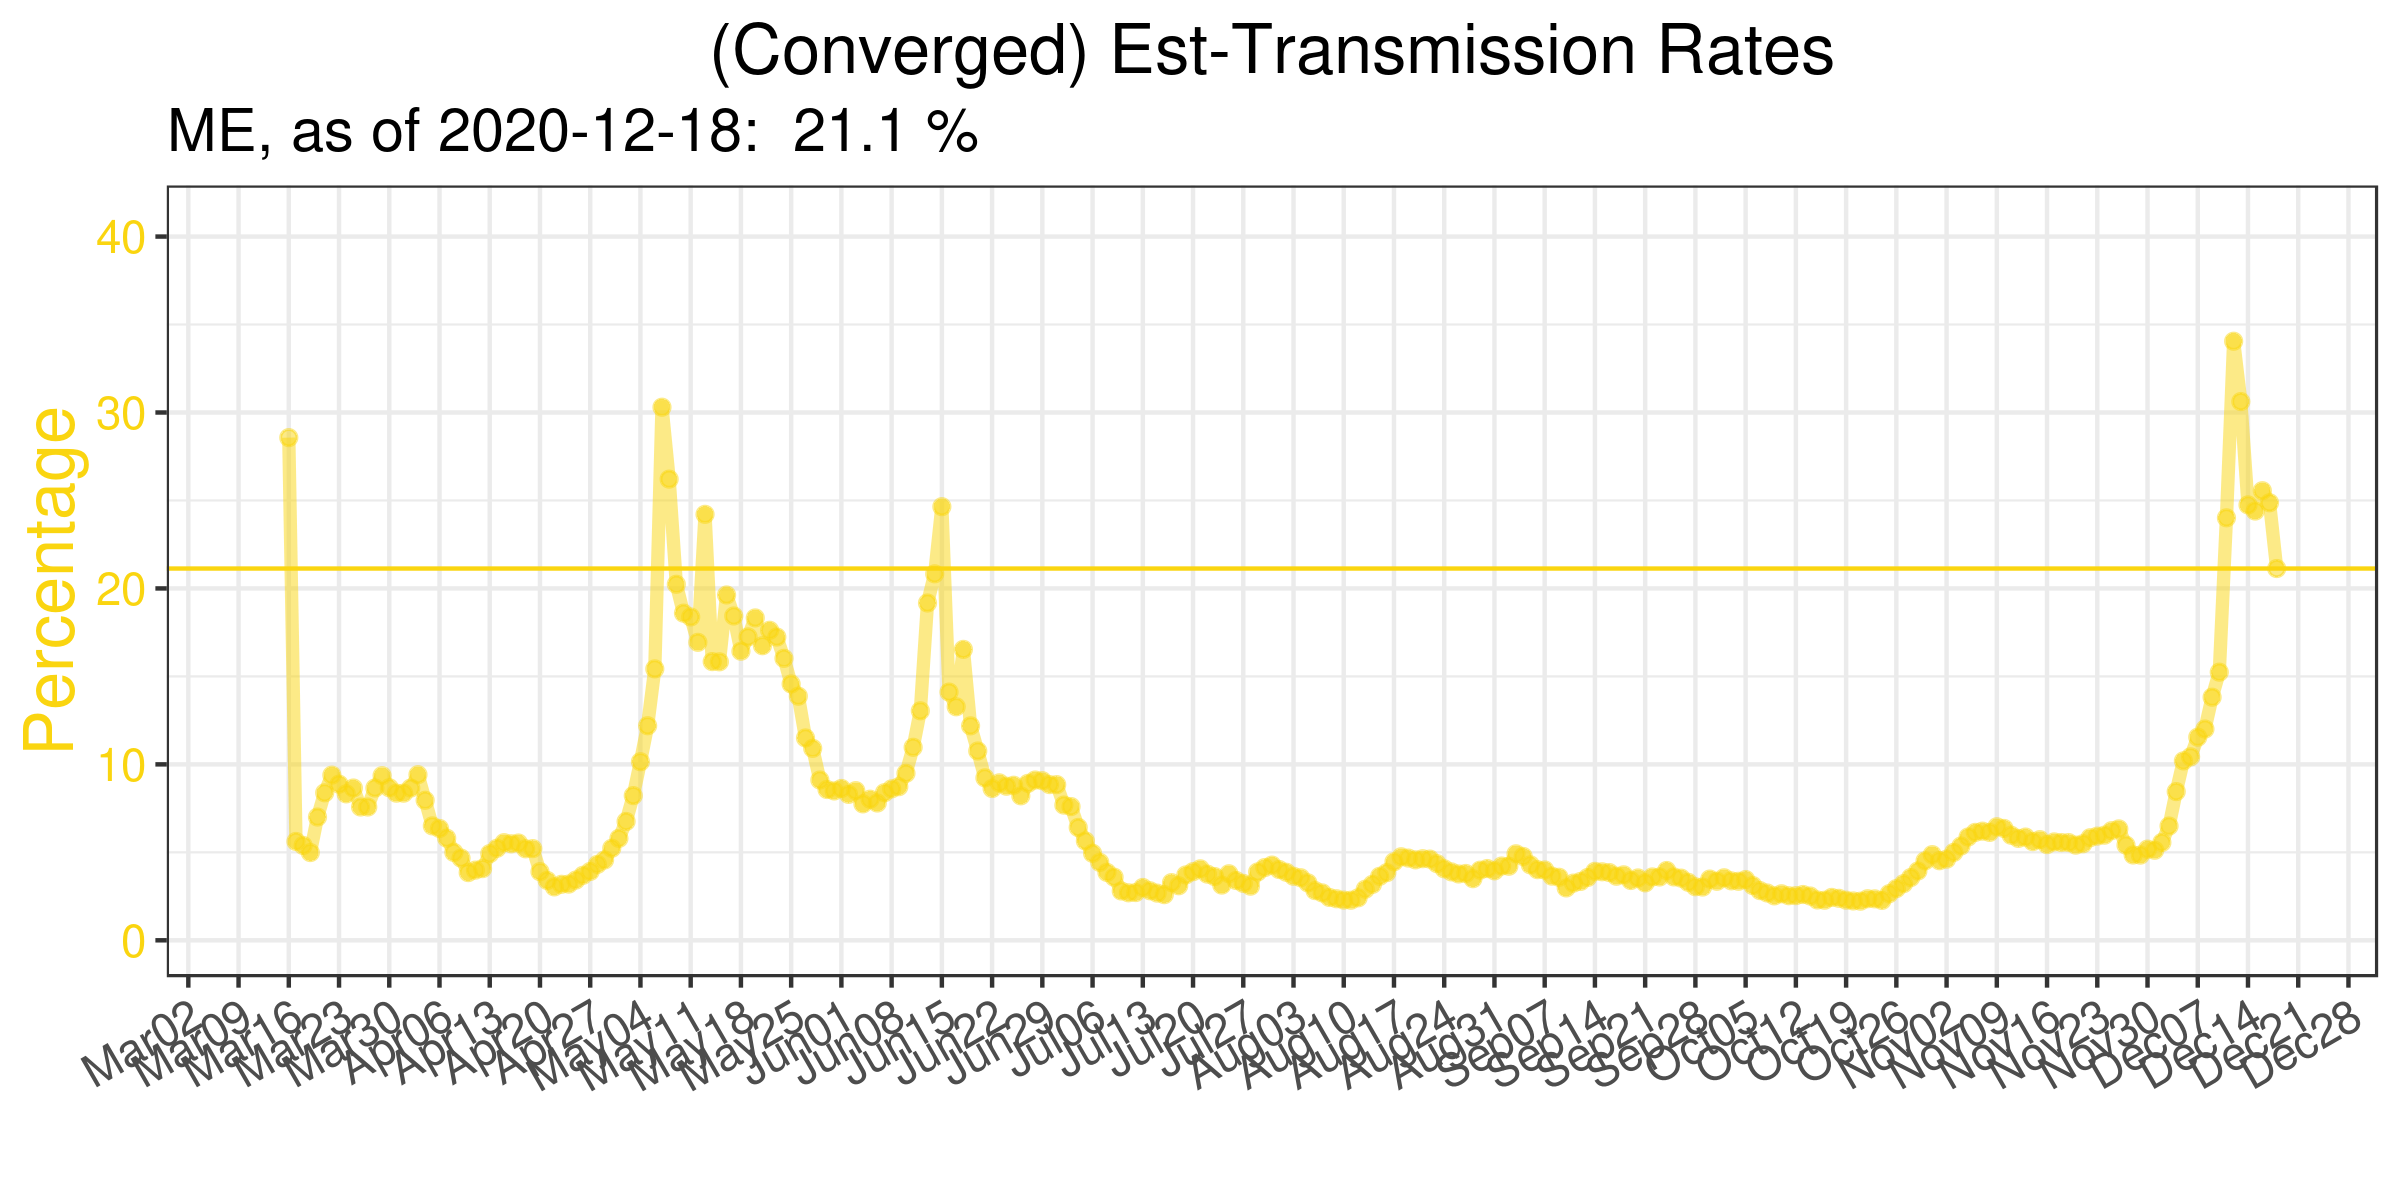 (Converged) Est-Transmission Rates
ME, as of 2020-12-18:  21.1 %
Percentage
40
30
20
10
0
Mar02
Mar09
Mar16
Mar23
Mar30
Apr06
Apr13
Apr20
Apr27
May04
May11
May18
May25
Jun01
Jun08
Jun15
Jun22
Jun29
Jul06
Jul13
Jul20
Jul27
Aug03
Aug10
Aug17
Aug24
Aug31
Sep07
Sep14
Sep21
Sep28
Oct05
Oct12
Oct19
Oct26
Nov02
Nov09
Nov16
Nov23
Nov30
Dec07
Dec14
Dec21
Dec28